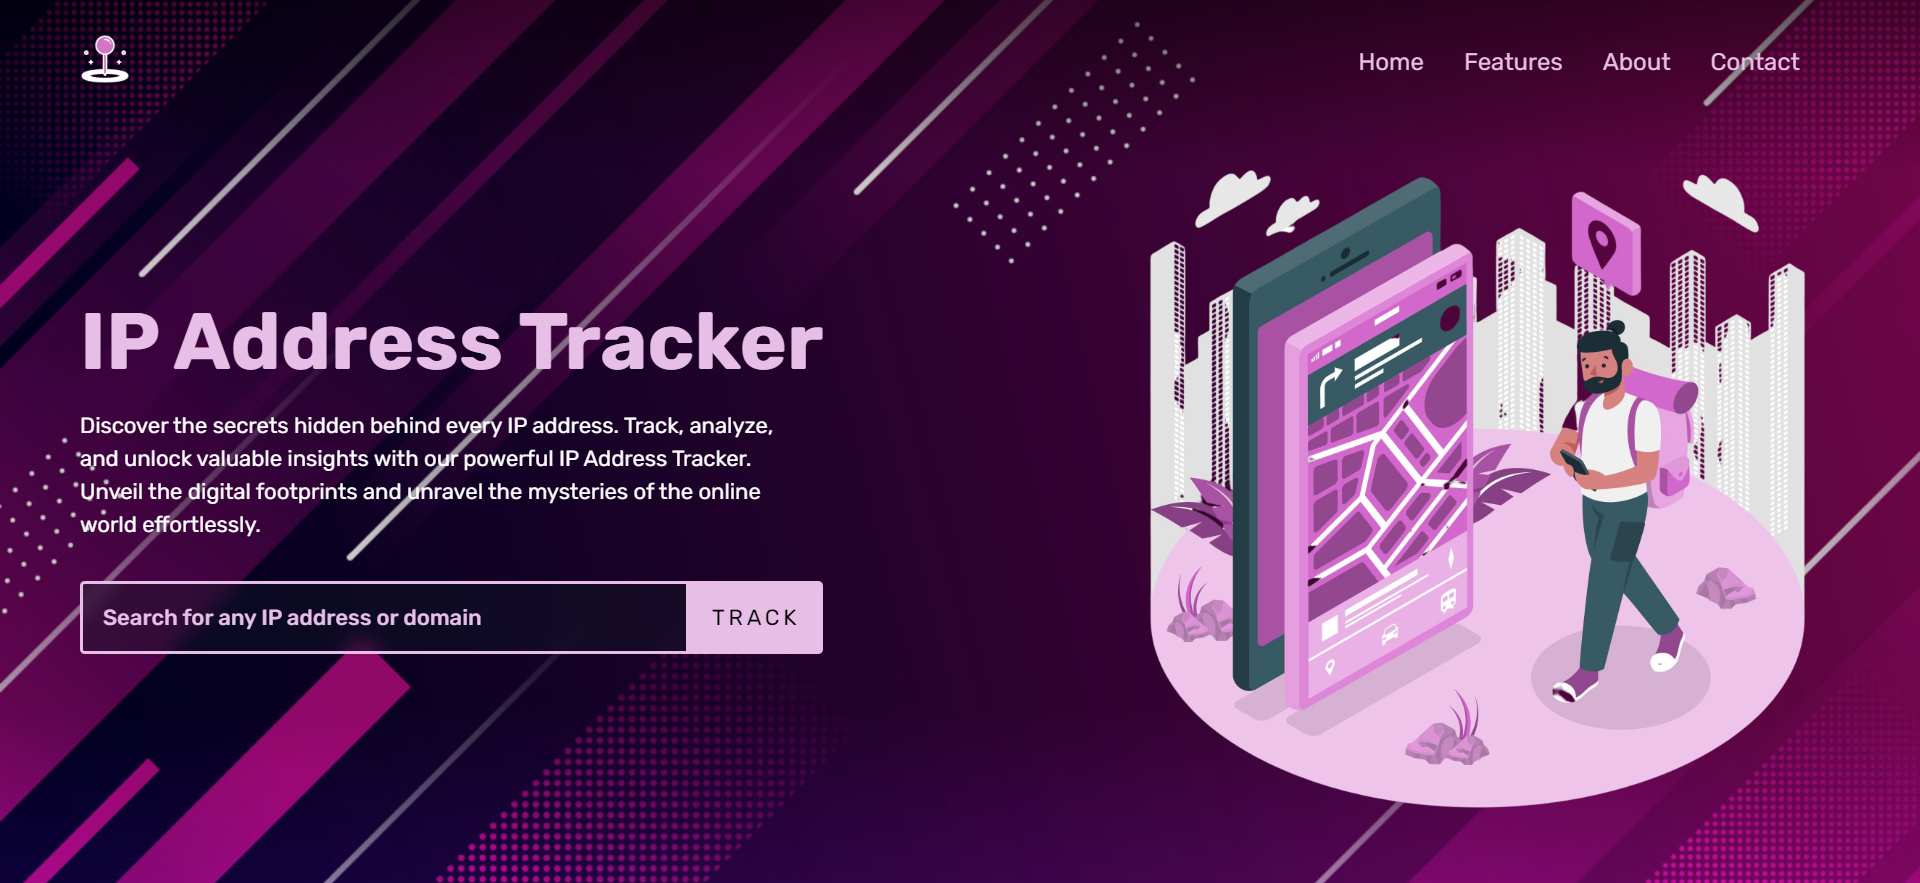 Home Features About Contact
IP Address Tracker
Discover the secrets hidden behind every IP address. Track, analyze,
and unlock valuable insights with our powerful IP Address Tracker.
Unveil the digital footprints and unravel the mysteries of the online
world effortlessly.
Search for any IP address or domain TRACK